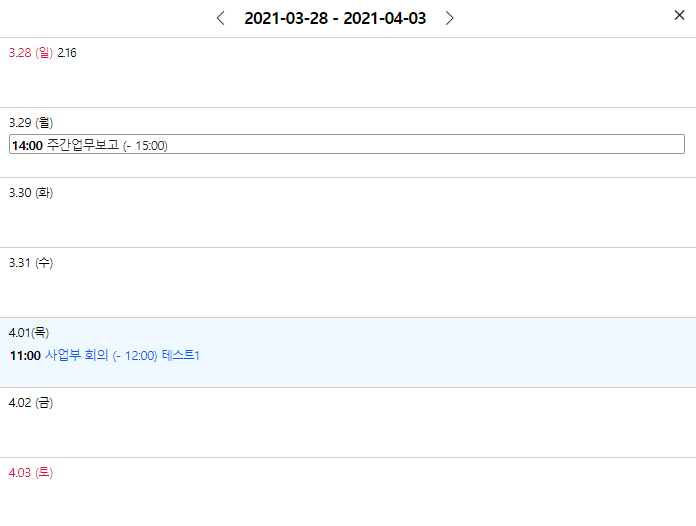 2021-03-28 - 2021-04-03
3.28 (일) 2.16
3.29 (월)
14:00 주간업무보고 (- 15:00)
3.30 (화)
3.31 (수)
4.01(목)
11:00 사업부 회의 (- 12:00) 테스트1
4.02 (금)
4.03 (토)